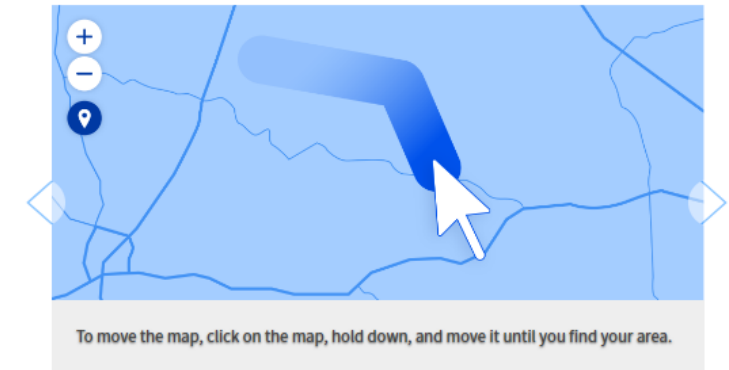 To move the map, click on the map, hold down, and move it until you find your area.